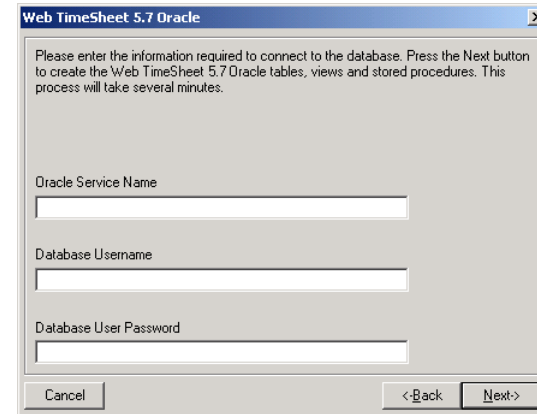 Web TimeSheet 5.7 Oracle
Please enter the information required to connect to the database. Press the Next button
to create the Web TimeSheet 5.7 Oracle tables, views and stored procedures. This
process will take several minutes.
Oracle Service Name
Database Username
Database User Password
Cancel
<-Back
Next->